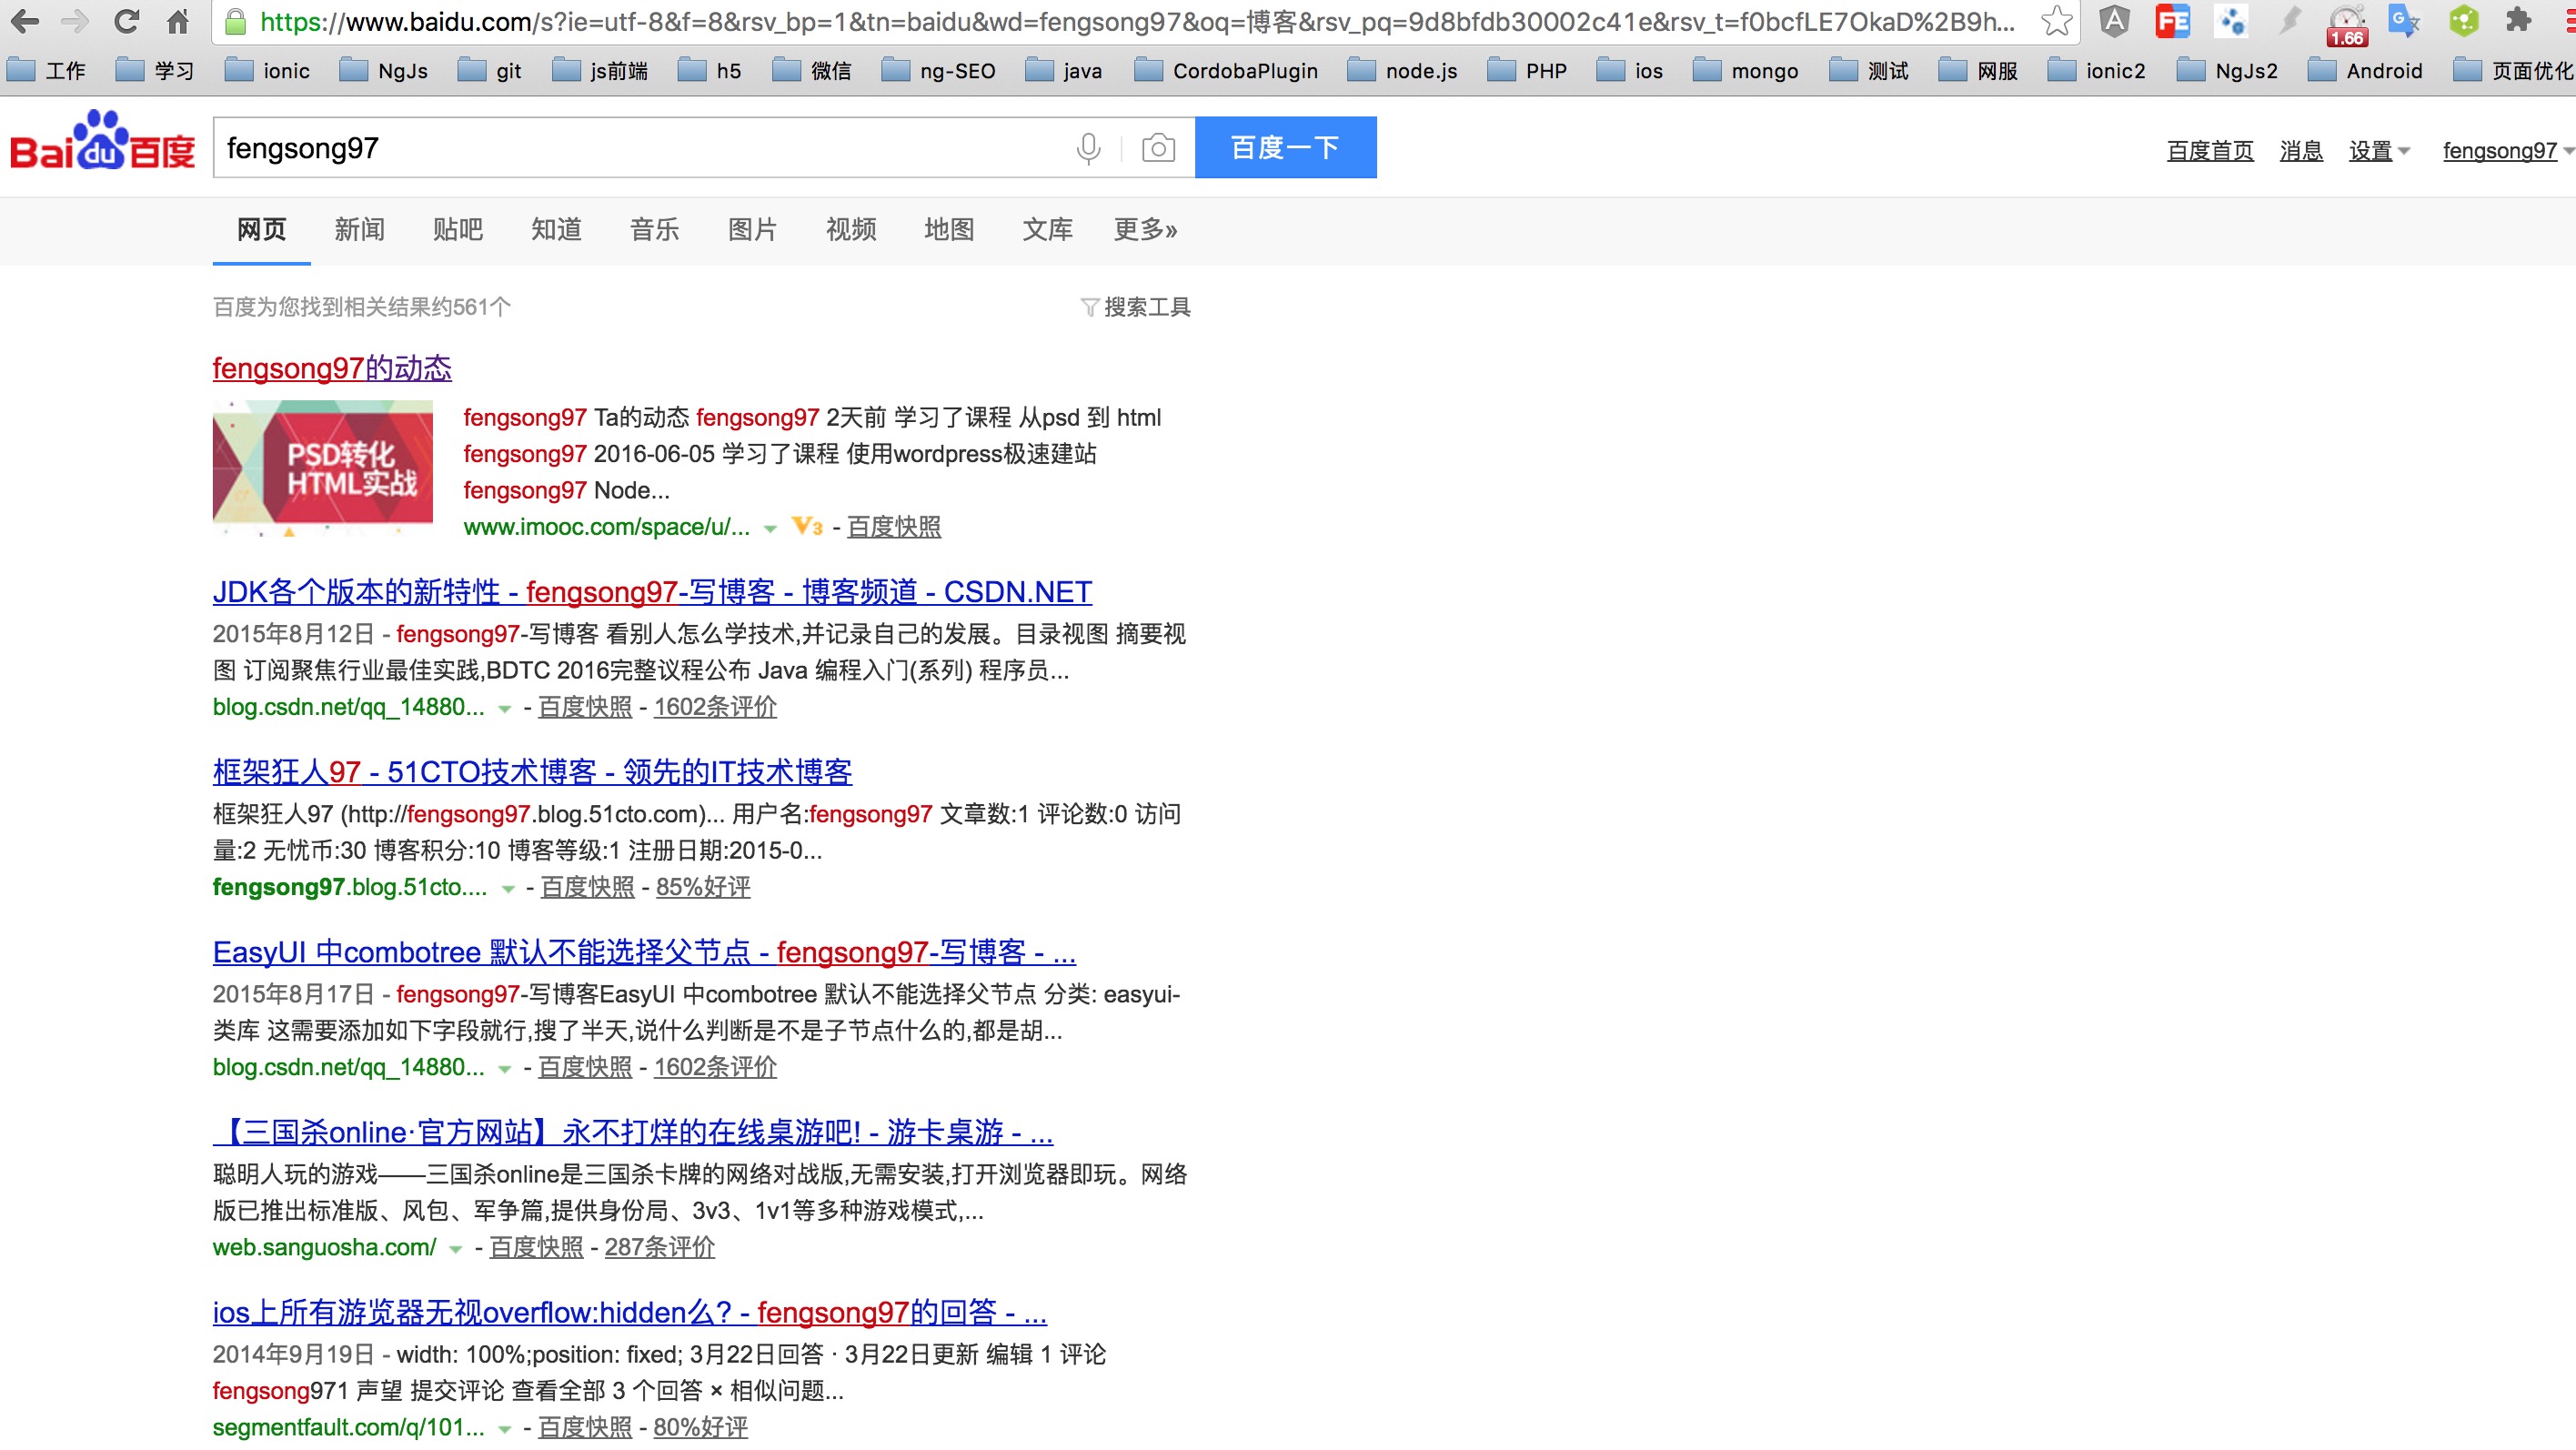 https://www.baidu.com/s?ie=utf-8&f=8&rsv_bp=1&tn=baidu&wd=fengsong97&oq=博客&rsv_pq=9d8bfdb30002c41e&rsv_t=f0bcfLE7OkaD%2B9h...
1.66
工作 学习 ionic NgJs git js前端 h5 微信 ng-SEO java CordobaPlugin node.js PHP ios mongo 测试 网服 ionic2 NgJs2 Android 页面优化
Bai du 百度 fengsong97 百度一下 百度首页 消息 设置 fengsong97
网页 新闻 贴吧 知道 音乐 图片 视频 地图 文库 更多»
百度为您找到相关结果约561个 搜索工具
fengsong97的动态
PSD转化
HTML实战
fengsong97 Ta的动态 fengsong97 2天前 学习了课程 从psd 到 html
fengsong97 2016-06-05 学习了课程 使用wordpress极速建站
fengsong97 Node...
www.imooc.com/space/u/... V3 - 百度快照
JDK各个版本的新特性 - fengsong97-写博客 - 博客频道 - CSDN.NET
2015年8月12日 - fengsong97-写博客 看别人怎么学技术,并记录自己的发展。目录视图 摘要视
图 订阅聚焦行业最佳实践,BDTC 2016完整议程公布 Java 编程入门(系列) 程序员...
blog.csdn.net/qq_14880... - 百度快照 - 1602条评价
框架狂人97 - 51CTO技术博客 - 领先的IT技术博客
框架狂人97 (http://fengsong97.blog.51cto.com)... 用户名:fengsong97 文章数:1 评论数:0 访问
量:2 无忧币:30 博客积分:10 博客等级:1 注册日期:2015-0...
fengsong97.blog.51cto.... - 百度快照 - 85%好评
EasyUI 中combotree 默认不能选择父节点 - fengsong97-写博客 - ...
2015年8月17日 - fengsong97-写博客EasyUI 中combotree 默认不能选择父节点 分类: easyui-
类库 这需要添加如下字段就行,搜了半天,说什么判断是不是子节点什么的,都是胡...
blog.csdn.net/qq_14880... - 百度快照 - 1602条评价
【三国杀online·官方网站】永不打烊的在线桌游吧! - 游卡桌游 - ...
聪明人玩的游戏——三国杀online是三国杀卡牌的网络对战版,无需安装,打开浏览器即玩。网络
版已推出标准版、风包、军争篇,提供身份局、3v3、1v1等多种游戏模式,...
web.sanguosha.com/ - 百度快照 - 287条评价
ios上所有游览器无视overflow:hidden么? - fengsong97的回答 - ...
2014年9月19日 - width: 100%;position: fixed; 3月22日回答 · 3月22日更新 编辑 1 评论
fengsong971 声望 提交评论 查看全部 3 个回答 × 相似问题...
segmentfault.com/q/101... - 百度快照 - 80%好评